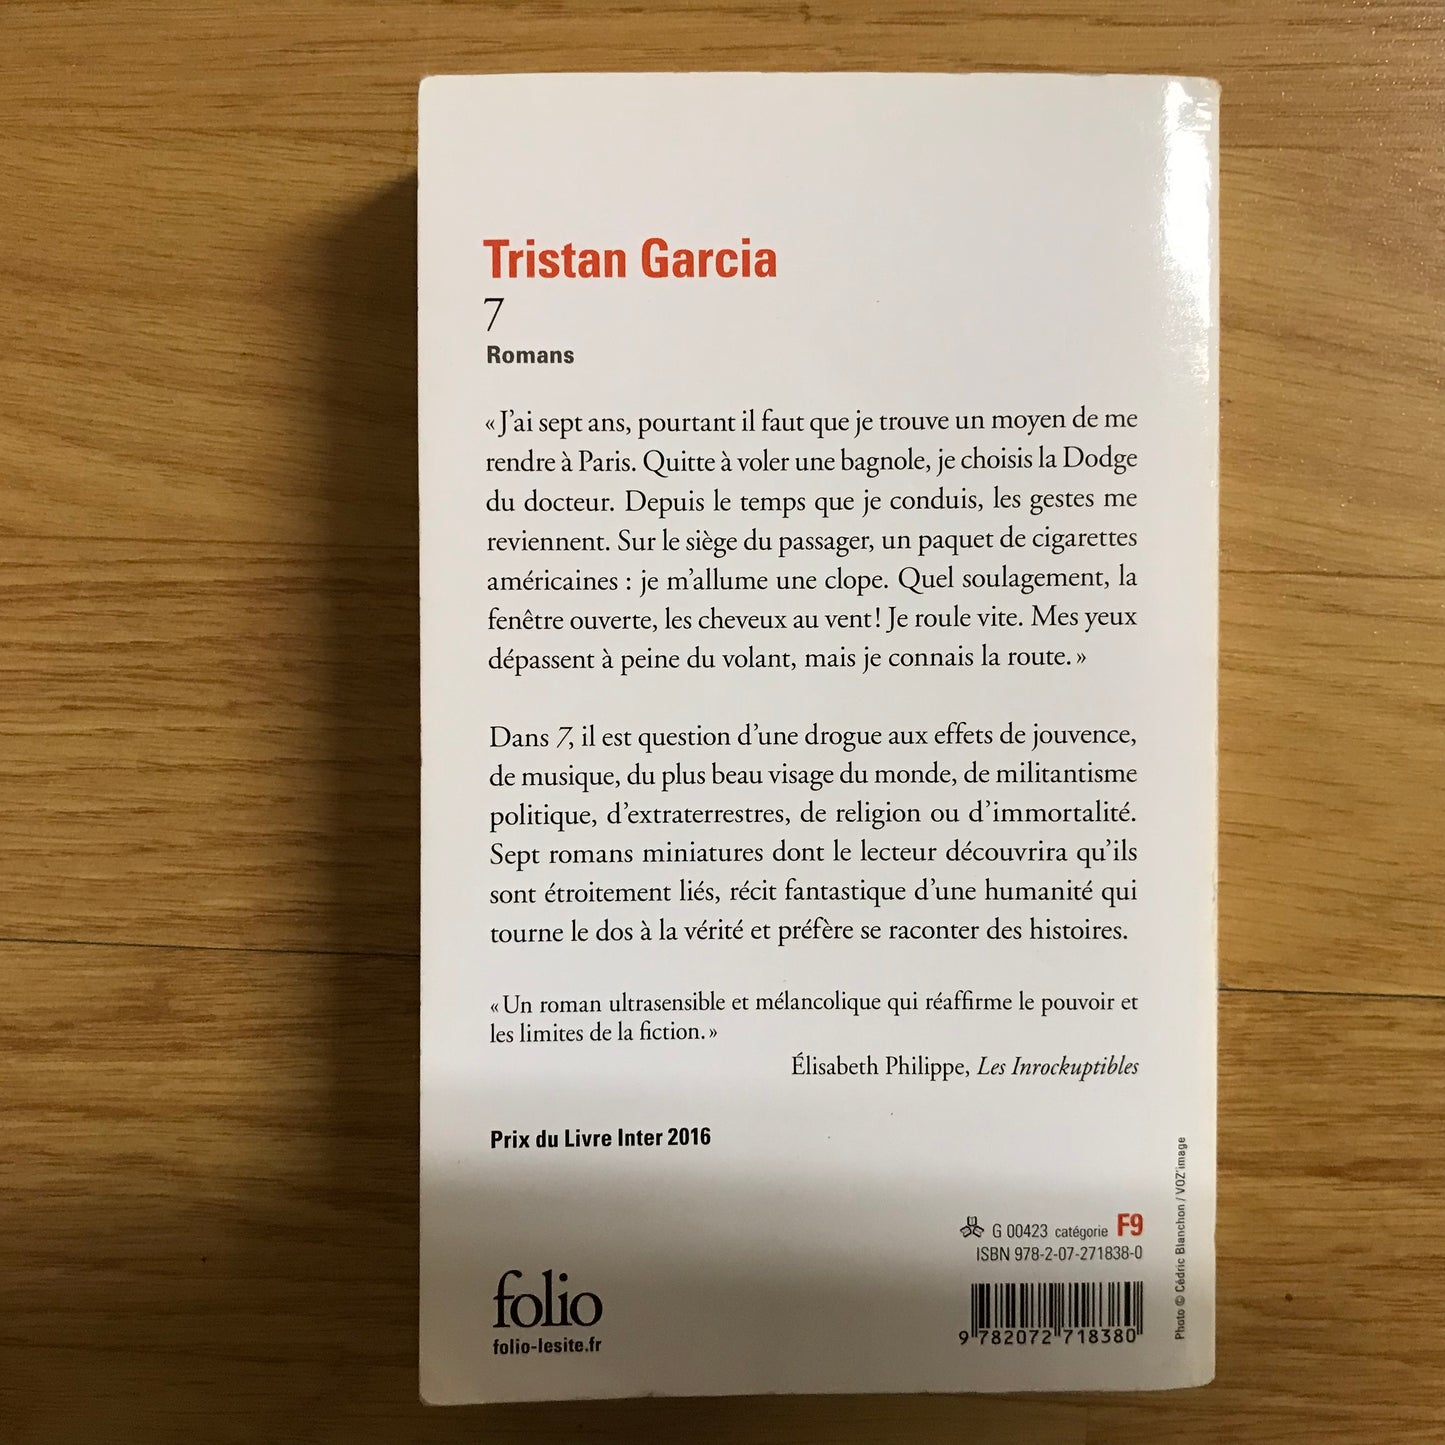 Tristan Garcia
7
Romans
« J'ai sept ans, pourtant il faut que je trouve un moyen de me
rendre à Paris. Quitte à voler une bagnole, je choisis la Dodge
du docteur. Depuis le temps que je conduis, les gestes me
reviennent. Sur le siège du passager, un paquet de cigarettes
américaines : je m'allume une clope. Quel soulagement, la
fenêtre ouverte, les cheveux au vent ! Je roule vite. Mes yeux
dépassent à peine du volant, mais je connais la route. »
Dans 7, il est question d'une drogue aux effets de jouvence,
de musique, du plus beau visage du monde, de militantisme
politique, d'extraterrestres, de religion ou d'immortalité.
Sept romans miniatures dont le lecteur découvrira qu'ils
sont étroitement liés, récit fantastique d'une humanité qui
tourne le dos à la vérité et préfère se raconter des histoires.
« Un roman ultrasensible et mélancolique qui réaffirme le pouvoir et
les limites de la fiction. »
Élisabeth Philippe, Les Inrockuptibles
Prix du Livre Inter 2016
G 00423 catégorie F9
ISBN 978-2-07-271838-0
9 782072 718380
folio
folio-lesite.fr
Photo © Cédric Blanchon / VOZ'image